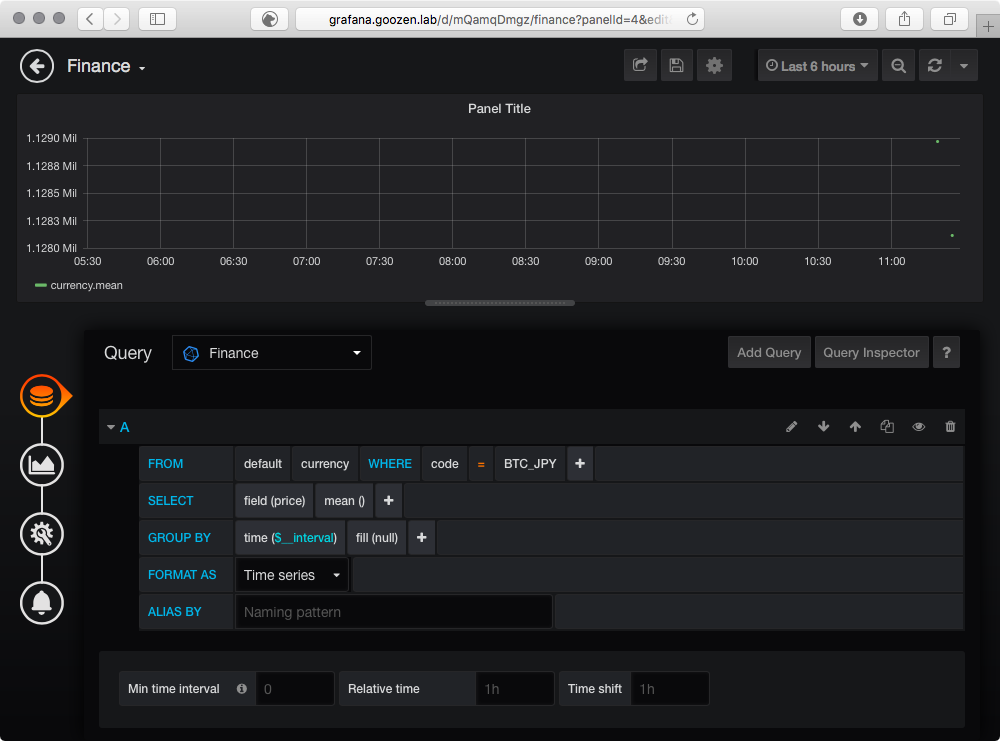 grafana.goozen.lab/d/mQamqDmgz/finance?panelId=4&edit
Finance
Last 6 hours
Panel Title
1.1290 Mil
1.1288 Mil
1.1285 Mil
1.1283 Mil
1.1280 Mil
05:30 06:00 06:30 07:00 07:30 08:00 08:30 09:00 09:30 10:00 10:30 11:00
currency.mean
Query Finance Add Query Query Inspector ?
A
FROM default currency WHERE code = BTC_JPY +
SELECT field (price) mean () +
GROUP BY time ($__interval) fill (null) +
FORMAT AS Time series
ALIAS BY Naming pattern
Min time interval 0 Relative time 1h Time shift 1h